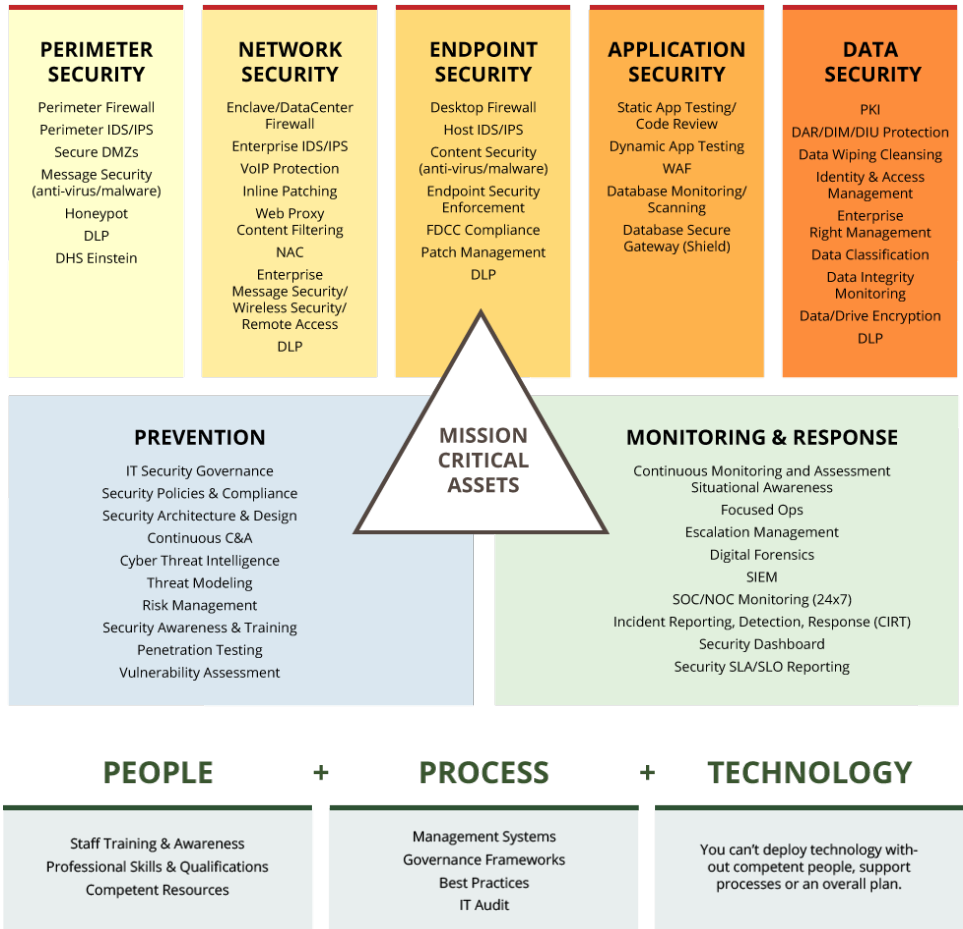 PERIMETER
SECURITY
Perimeter Firewall
Perimeter IDS/IPS
Secure DMZs
Message Security
(anti-virus/malware)
Honeypot
DLP
DHS Einstein
NETWORK
SECURITY
Enclave/DataCenter
Firewall
Enterprise IDS/IPS
VoIP Protection
Inline Patching
Web Proxy
Content Filtering
NAC
Enterprise
Message Security/
Wireless Security/
Remote Access
DLP
ENDPOINT
SECURITY
Desktop Firewall
Host IDS/IPS
Content Security
(anti-virus/malware)
Endpoint Security
Enforcement
FDCC Compliance
Patch Management
DLP
APPLICATION
SECURITY
Static App Testing/
Code Review
Dynamic App Testing
WAF
Database Monitoring/
Scanning
Database Secure
Gateway (Shield)
DATA
SECURITY
PKI
DAR/DIM/DIU Protection
Data Wiping Cleansing
Identity & Access
Management
Enterprise
Right Management
Data Classification
Data Integrity
Monitoring
Data/Drive Encryption
DLP
PREVENTION
IT Security Governance
Security Policies & Compliance
Security Architecture & Design
Continuous C&A
Cyber Threat Intelligence
Threat Modeling
Risk Management
Security Awareness & Training
Penetration Testing
Vulnerability Assessment
MISSION
CRITICAL
ASSETS
MONITORING & RESPONSE
Continuous Monitoring and Assessment
Situational Awareness
Focused Ops
Escalation Management
Digital Forensics
SIEM
SOC/NOC Monitoring (24x7)
Incident Reporting, Detection, Response (CIRT)
Security Dashboard
Security SLA/SLO Reporting
PEOPLE + PROCESS + TECHNOLOGY
Staff Training & Awareness
Professional Skills & Qualifications
Competent Resources
Management Systems
Governance Frameworks
Best Practices
IT Audit
You can't deploy technology with-
out competent people, support
processes or an overall plan.